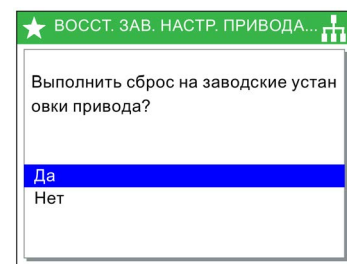 ВОССТ. ЗАВ. НАСТР. ПРИВОДА...
Выполнить сброс на заводские устан
овки привода?
Да
Нет